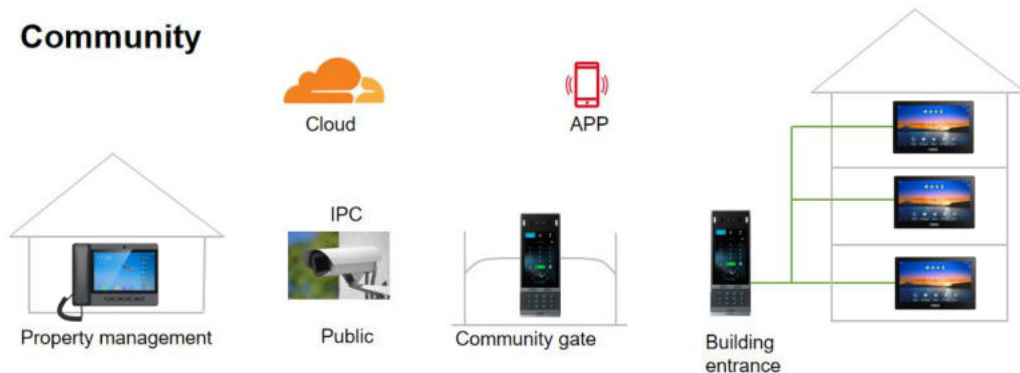 Community
Cloud
APP
IPC
Property management
Public
Community gate
Building
entrance